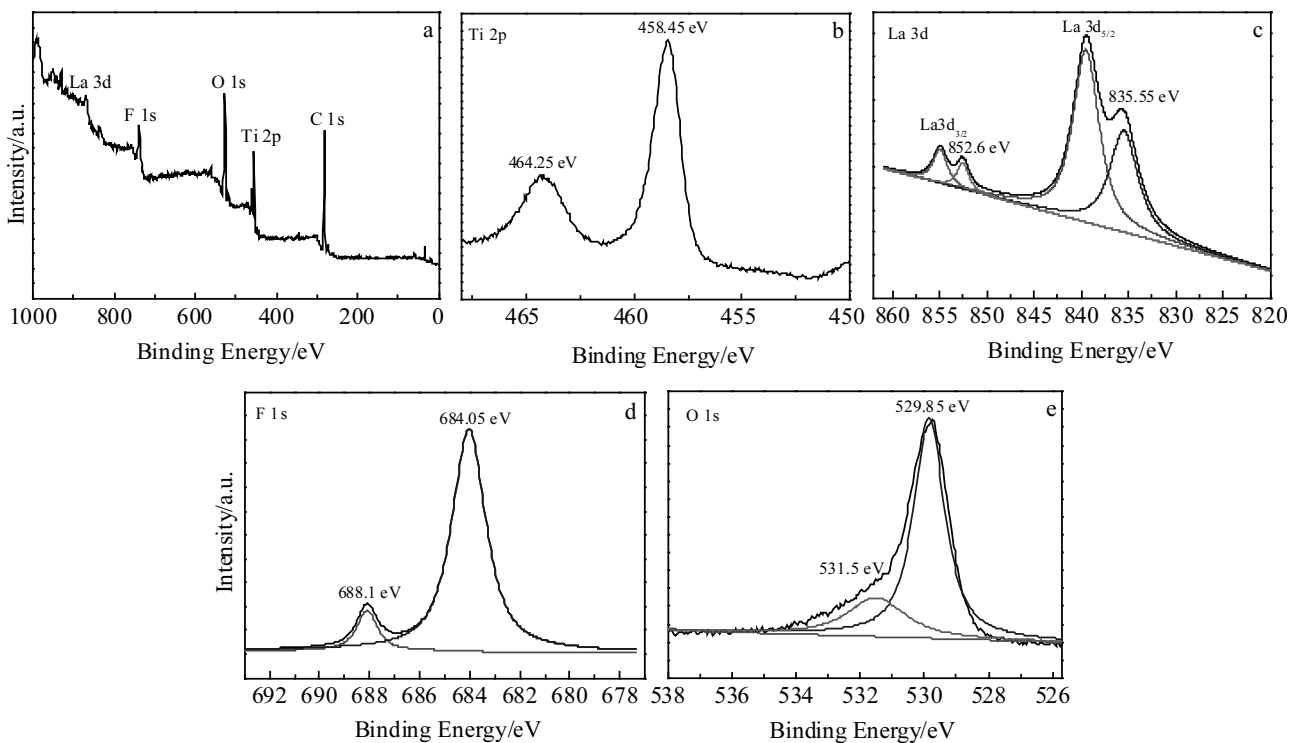 a
La 3d
F 1s
O 1s
Ti 2p
C 1s
Intensity/a.u.
1000 800 600 400 200 0
Binding Energy/eV
Ti 2p
b
458.45 eV
464.25 eV
465 460 455 450
Binding Energy/eV
La 3d
La 3d5/2
c
835.55 eV
La3d3/2
852.6 eV
860 855 850 845 840 835 830 825 820
Binding Energy/eV
F 1s
d
684.05 eV
688.1 eV
Intensity/a.u.
692 690 688 686 684 682 680 678
Binding Energy/eV
O 1s
529.85 eV
e
531.5 eV
538 536 534 532 530 528 526
Binding Energy/eV